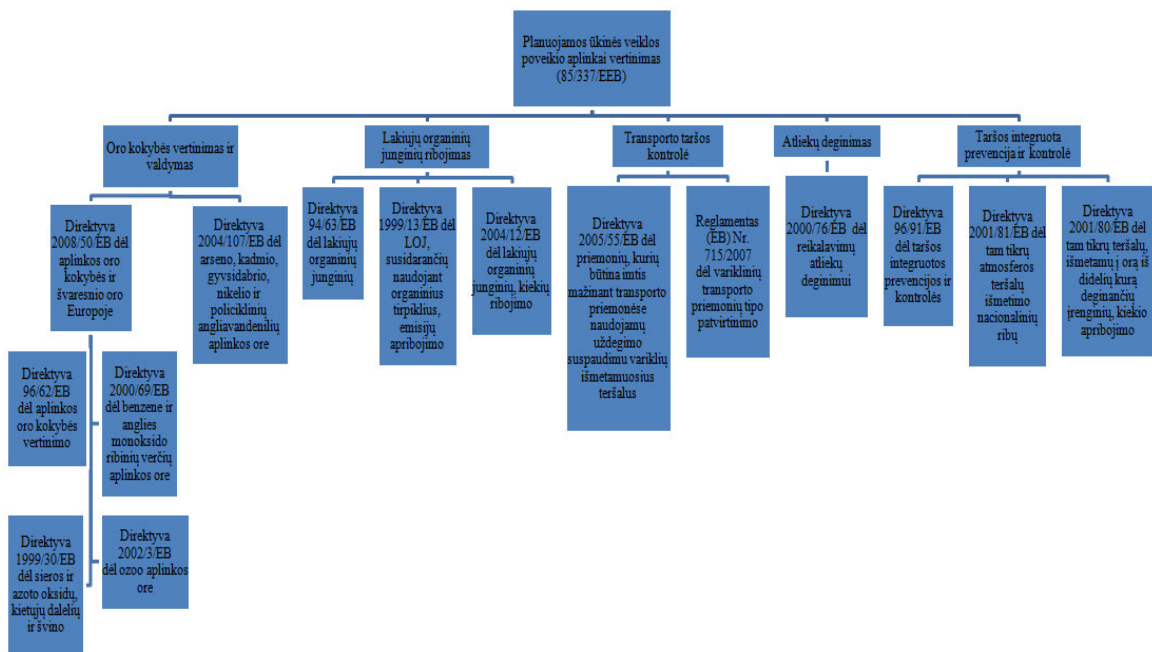 Planuojamos ūkinės veiklos
poveikio aplinkai vertinimas
(85/337/EEB)
Oro kokybės vertinimas ir
valdymas
Lakiųjų organinių
junginių ribojimas
Transporto taršos
kontrolė
Atliekų deginimas
Taršos integruota
prevencija ir kontrolė
Direktyva
2008/50/EB dėl
aplinkos oro
kokybės ir
švaresnio oro
Europoje
Direktyva
2004/107/EB dėl
arseno, kadmio,
gyvsidabrio,
nikelio ir
policiklinių
angliavandenilių
aplinkos ore
Direktyva
94/63/EB
dėl lakiųjų
organinių
junginių
Direktyva
1999/13/EB dėl
LOJ,
susidarančių
naudojant
organinius
tirpiklius,
emisijų
apribojimo
Direktyva
2004/12/EB
dėl lakiųjų
organinių
junginių, kiekių
ribojimo
Direktyva
2005/55/EB dėl
priemonių, kurių
būtina imtis
mažinant transporto
priemonėse
naudojamų
uždegimo
suspaudimu variklių
išmetamuosius
teršalus
Reglamentas
(EB) Nr.
715/2007
dėl variklinių
transporto
priemonių tipo
patvirtinimo
Direktyva
2000/76/EB dėl
reikalavimų
atliekų
deginimui
Direktyva
96/91/EB
dėl taršos
integruotos
prevencijos ir
kontrolės
Direktyva
2001/81/EB dėl
tam tikrų
atmosferos
teršalų
išmetimo
nacionalinių
ribų
Direktyva
2001/80/EB dėl
tam tikrų teršalų,
išmetamų į orą iš
didelių kurą
deginančių
įrenginių, kiekio
apribojimo
Direktyva
96/62/EB
dėl aplinkos
oro kokybės
vertinimo
Direktyva
2000/69/EB
dėl benzene ir
anglies
monoksido
ribinių verčių
aplinkos ore
Direktyva
1999/30/EB
dėl sieros ir
azoto oksidų,
kietųjų dalelių
ir švino
Direktyva
2002/3/EB
dėl ozoo aplinkos
ore